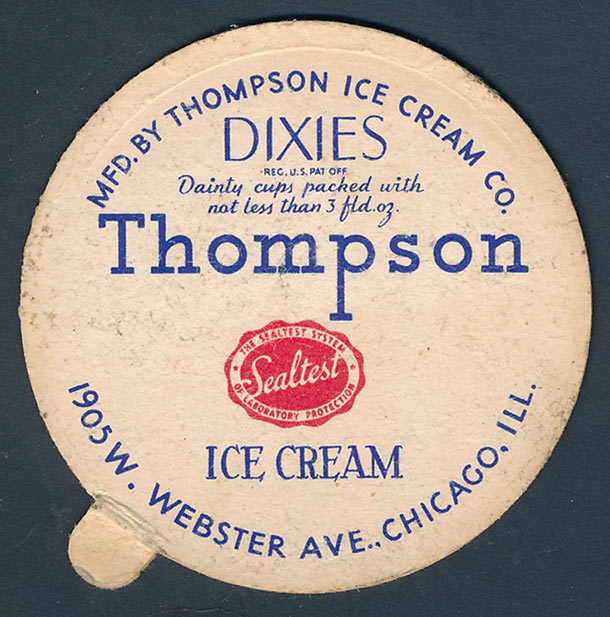 MFD. BY THOMPSON ICE CREAM CO.
DIXIES
REG. U.S. PAT OFF.
Dainty cups packed with
not less than 3 fld. oz.
Thompson
THE SEALTEST SYSTEM
Sealtest
OF LABORATORY PROTECTION
ICE CREAM
1905 W. WEBSTER AVE., CHICAGO, ILL.